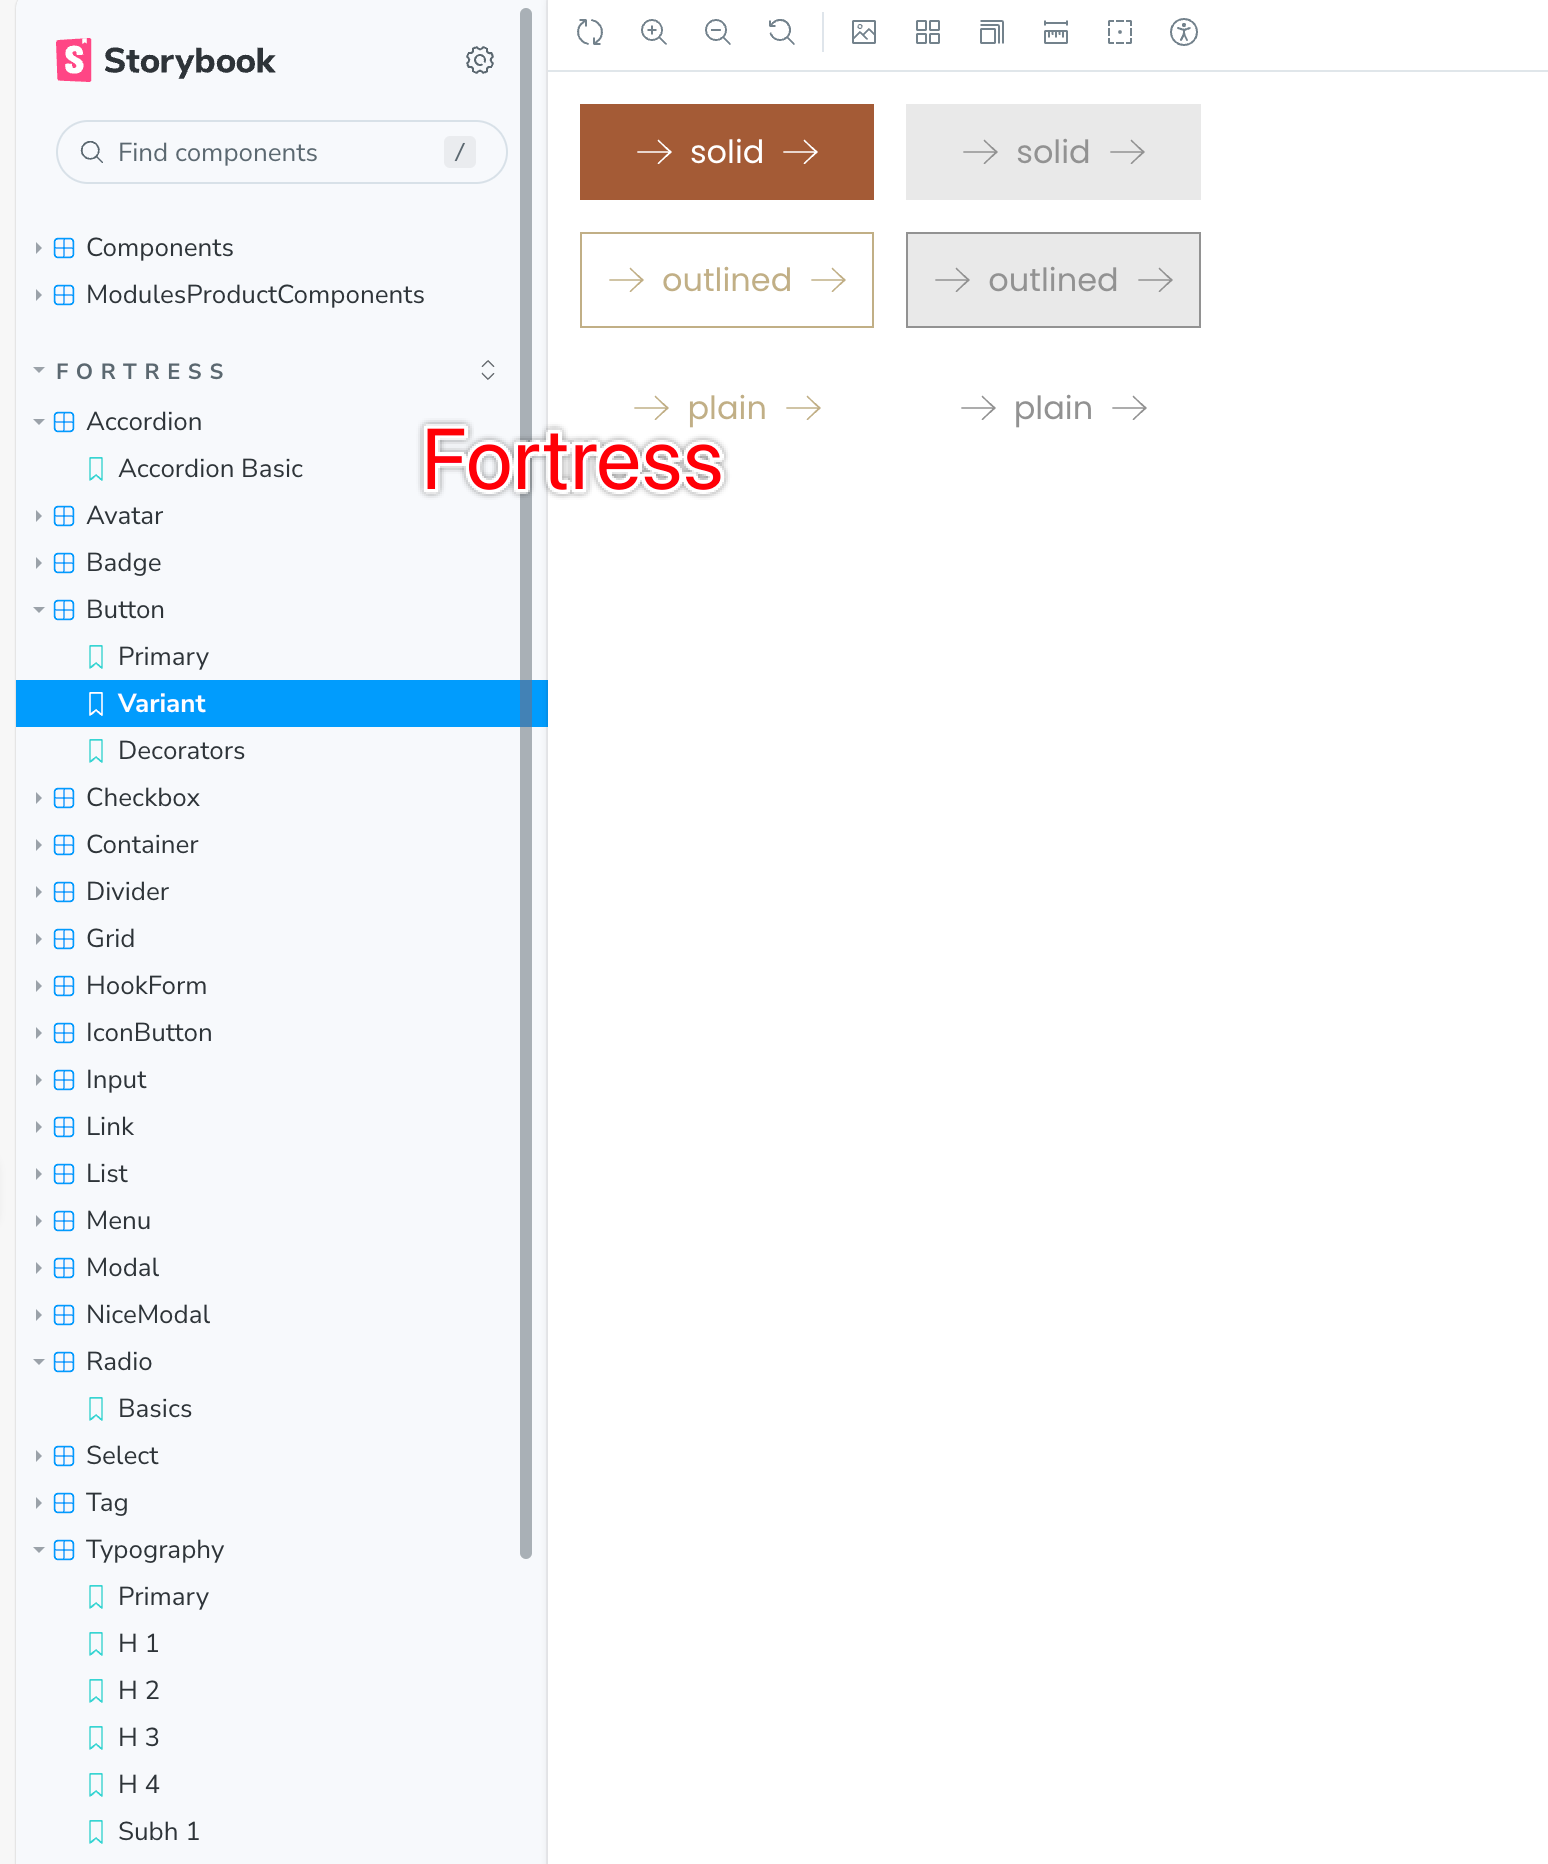 Storybook
Find components /
Components
ModulesProductComponents
FORTRESS
Accordion
Accordion Basic
Avatar
Badge
Button
Primary
Variant
Decorators
Checkbox
Container
Divider
Grid
HookForm
IconButton
Input
Link
List
Menu
Modal
NiceModal
Radio
Basics
Select
Tag
Typography
Primary
H 1
H 2
H 3
H 4
Subh 1
→ solid → → solid →
→ outlined → → outlined →
→ plain → → plain →
Fortress